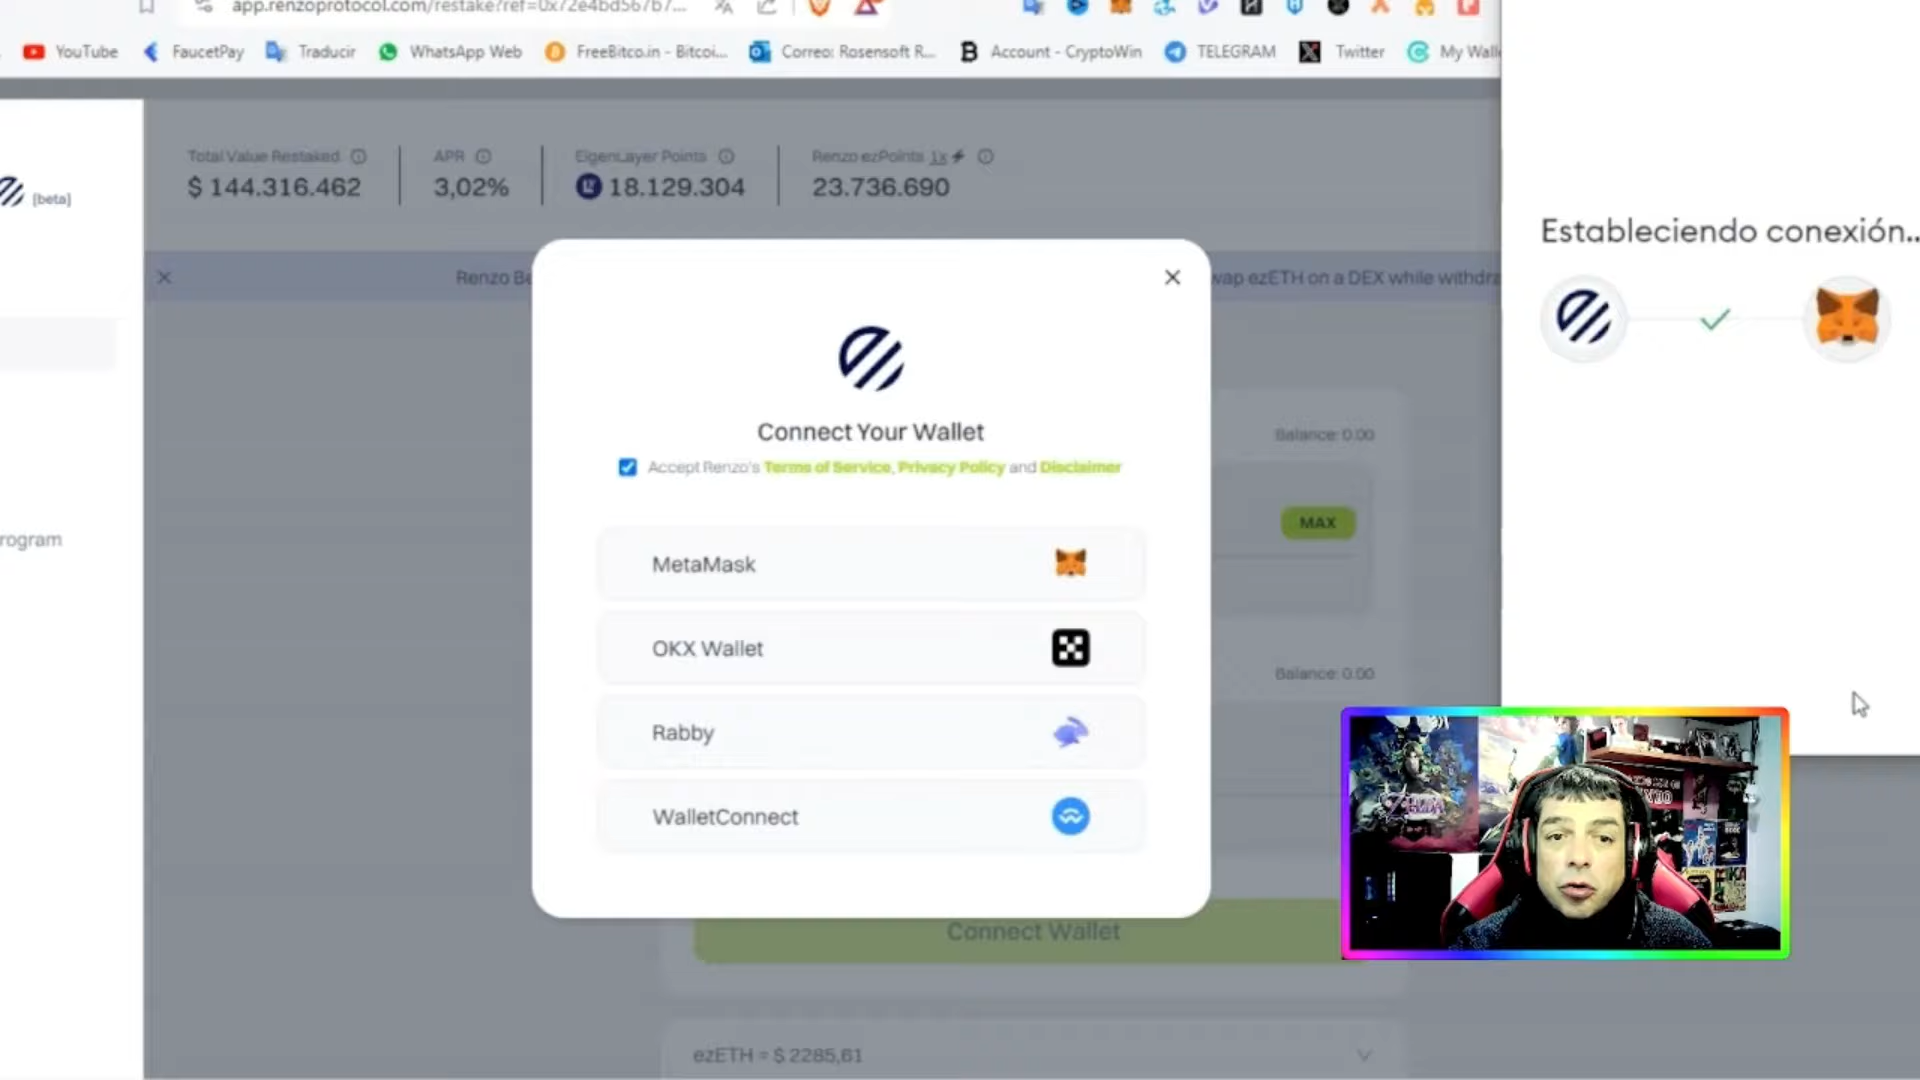 app.renzoprotocol.com/restake?ref=0x72e4bd567b7...
YouTube
FaucetPay
Traducir
WhatsApp Web
FreeBitco.in - Bitcoi...
Correo: Rosensoft R...
Account - CryptoWin
TELEGRAM
Twitter
My Wall
[beta]
Total Value Restaked
$ 144.316.462
APR
3,02%
EigenLayer Points
18.129.304
Renzo ezPoints 1x
23.736.690
Renzo Be
wap ezETH on a DEX while withdra
Connect Your Wallet
Accept Renzo's Terms of Service, Privacy Policy and Disclaimer
MetaMask
OKX Wallet
Rabby
WalletConnect
Balance: 0.00
MAX
Balance: 0.00
rogram
Connect Wallet
ezETH = $ 2285,61
Estableciendo conexión..
ZELDA